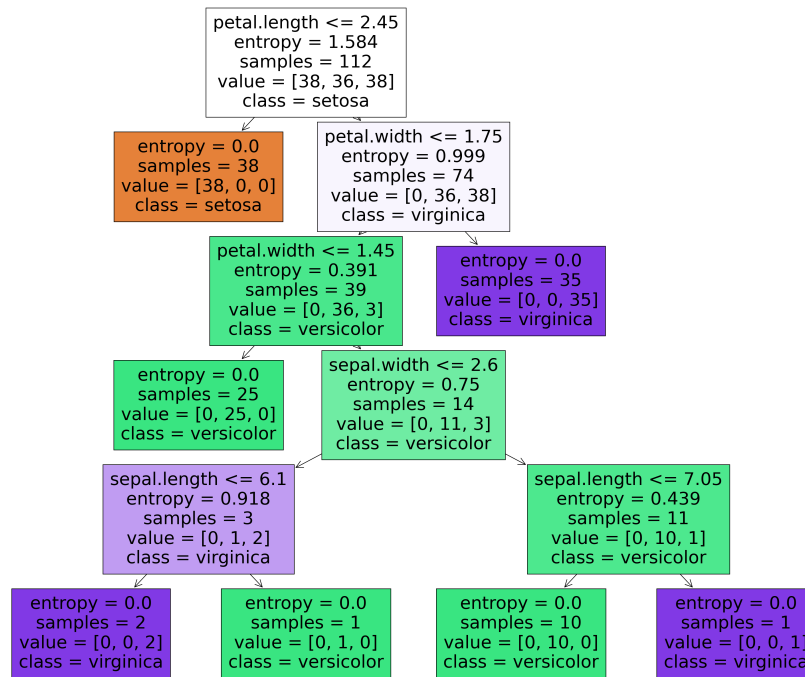 petal.length <= 2.45
entropy = 1.584
samples = 112
value = [38, 36, 38]
class = setosa
entropy = 0.0
samples = 38
value = [38, 0, 0]
class = setosa
petal.width <= 1.75
entropy = 0.999
samples = 74
value = [0, 36, 38]
class = virginica
petal.width <= 1.45
entropy = 0.391
samples = 39
value = [0, 36, 3]
class = versicolor
entropy = 0.0
samples = 35
value = [0, 0, 35]
class = virginica
entropy = 0.0
samples = 25
value = [0, 25, 0]
class = versicolor
sepal.width <= 2.6
entropy = 0.75
samples = 14
value = [0, 11, 3]
class = versicolor
sepal.length <= 6.1
entropy = 0.918
samples = 3
value = [0, 1, 2]
class = virginica
sepal.length <= 7.05
entropy = 0.439
samples = 11
value = [0, 10, 1]
class = versicolor
entropy = 0.0
samples = 2
value = [0, 0, 2]
class = virginica
entropy = 0.0
samples = 1
value = [0, 1, 0]
class = versicolor
entropy = 0.0
samples = 10
value = [0, 10, 0]
class = versicolor
entropy = 0.0
samples = 1
value = [0, 0, 1]
class = virginica